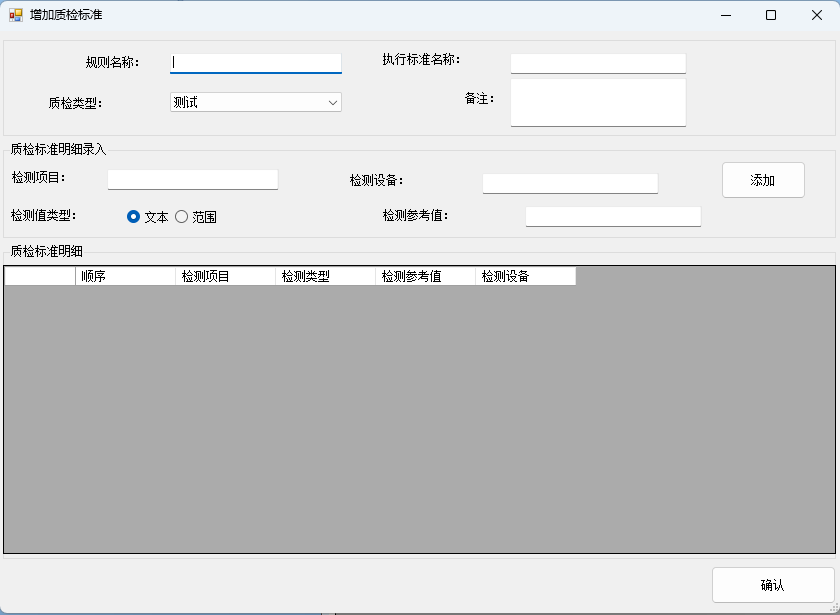 增加质检标准
规则名称：
执行标准名称：
质检类型：
测试
备注：
质检标准明细录入
检测项目：
检测设备：
添加
检测值类型：
文本
范围
检测参考值：
质检标准明细
顺序
检测项目
检测类型
检测参考值
检测设备
确认